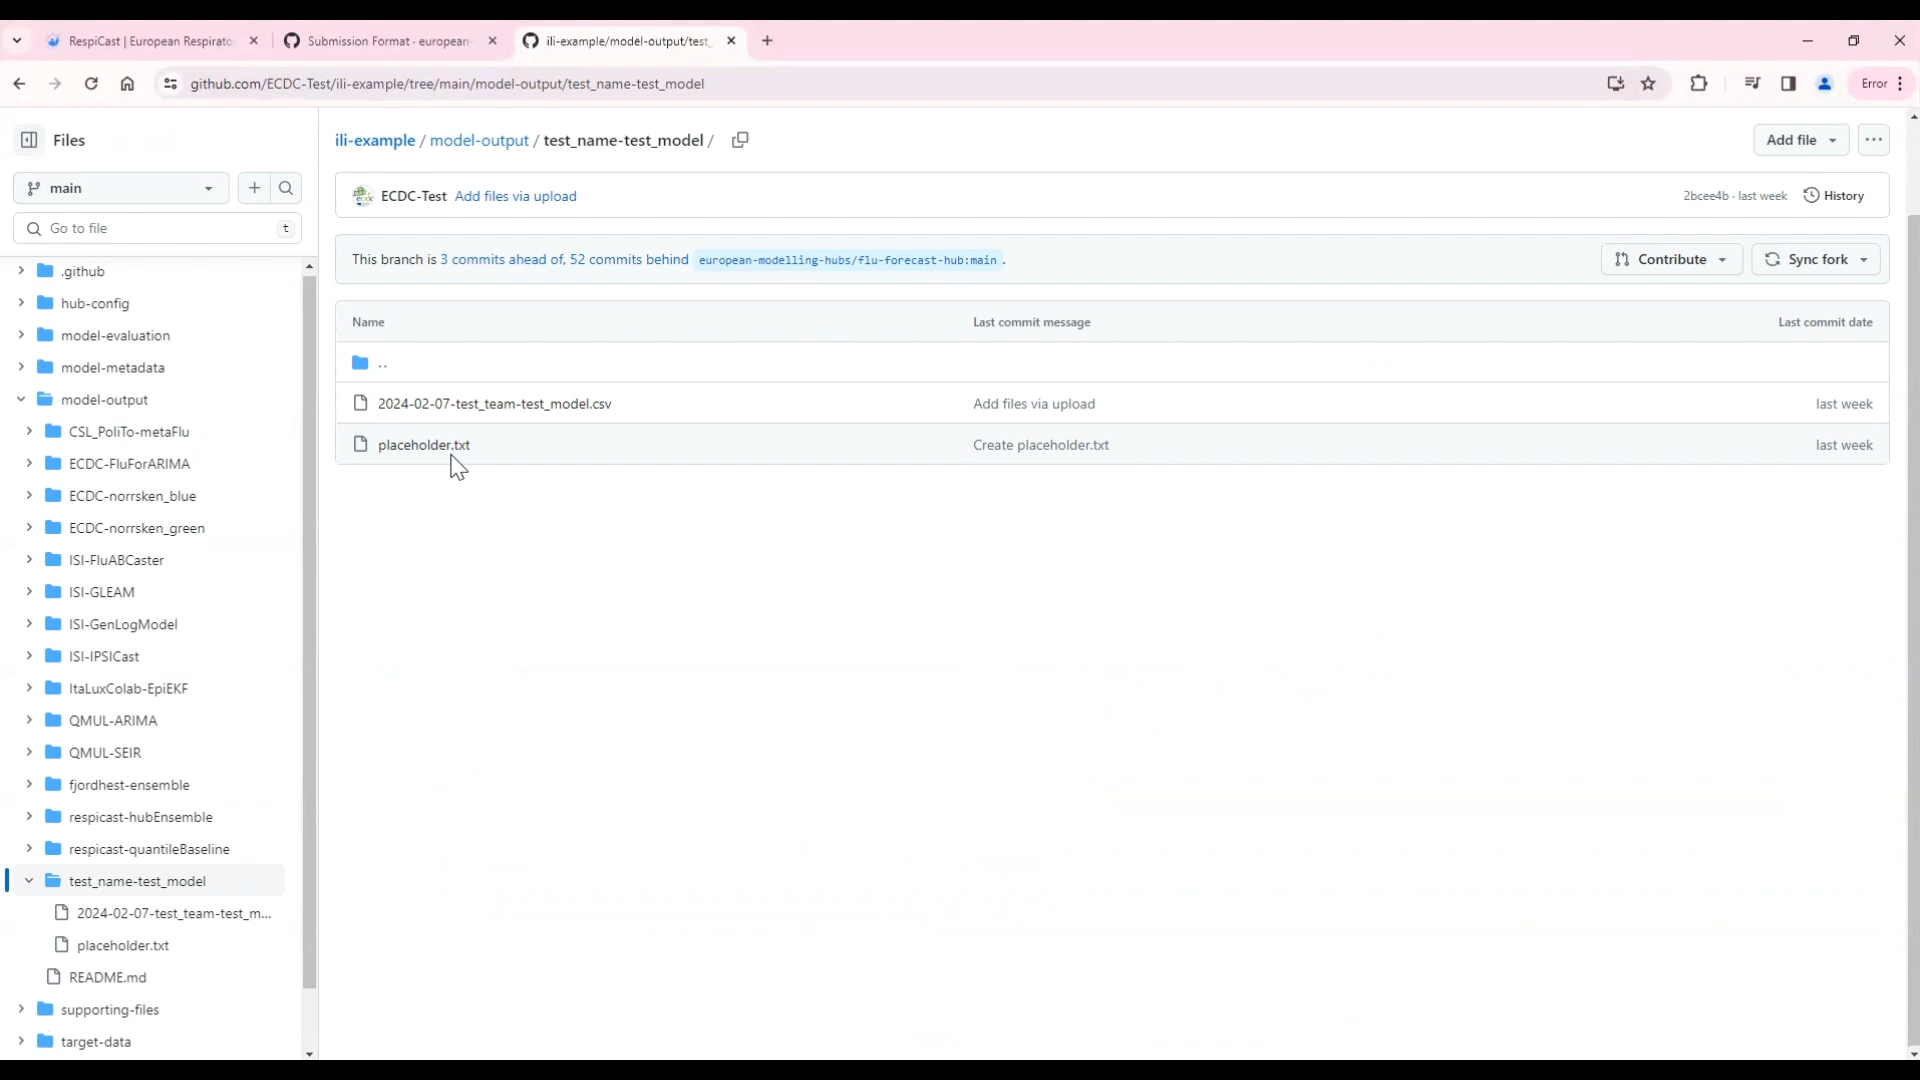 RespiCast | European Respirato
Submission Format · european-
ili-example/model-output/test_
github.com/ECDC-Test/ili-example/tree/main/model-output/test_name-test_model
Error
Files
main
Go to file
t
.github
hub-config
model-evaluation
model-metadata
model-output
CSL_PoliTo-metaFlu
ECDC-FluForARIMA
ECDC-norrsken_blue
ECDC-norrsken_green
ISI-FluABCaster
ISI-GLEAM
ISI-GenLogModel
ISI-IPSICast
ItaLuxColab-EpiEKF
QMUL-ARIMA
QMUL-SEIR
fjordhest-ensemble
respicast-hubEnsemble
respicast-quantileBaseline
test_name-test_model
2024-02-07-test_team-test_m...
placeholder.txt
README.md
supporting-files
target-data
ili-example / model-output / test_name-test_model /
Add file
ECDC-Test Add files via upload
2bcee4b · last week
History
This branch is 3 commits ahead of, 52 commits behind european-modelling-hubs/flu-forecast-hub:main .
Contribute
Sync fork
Name Last commit message Last commit date
..
2024-02-07-test_team-test_model.csv Add files via upload last week
placeholder.txt Create placeholder.txt last week